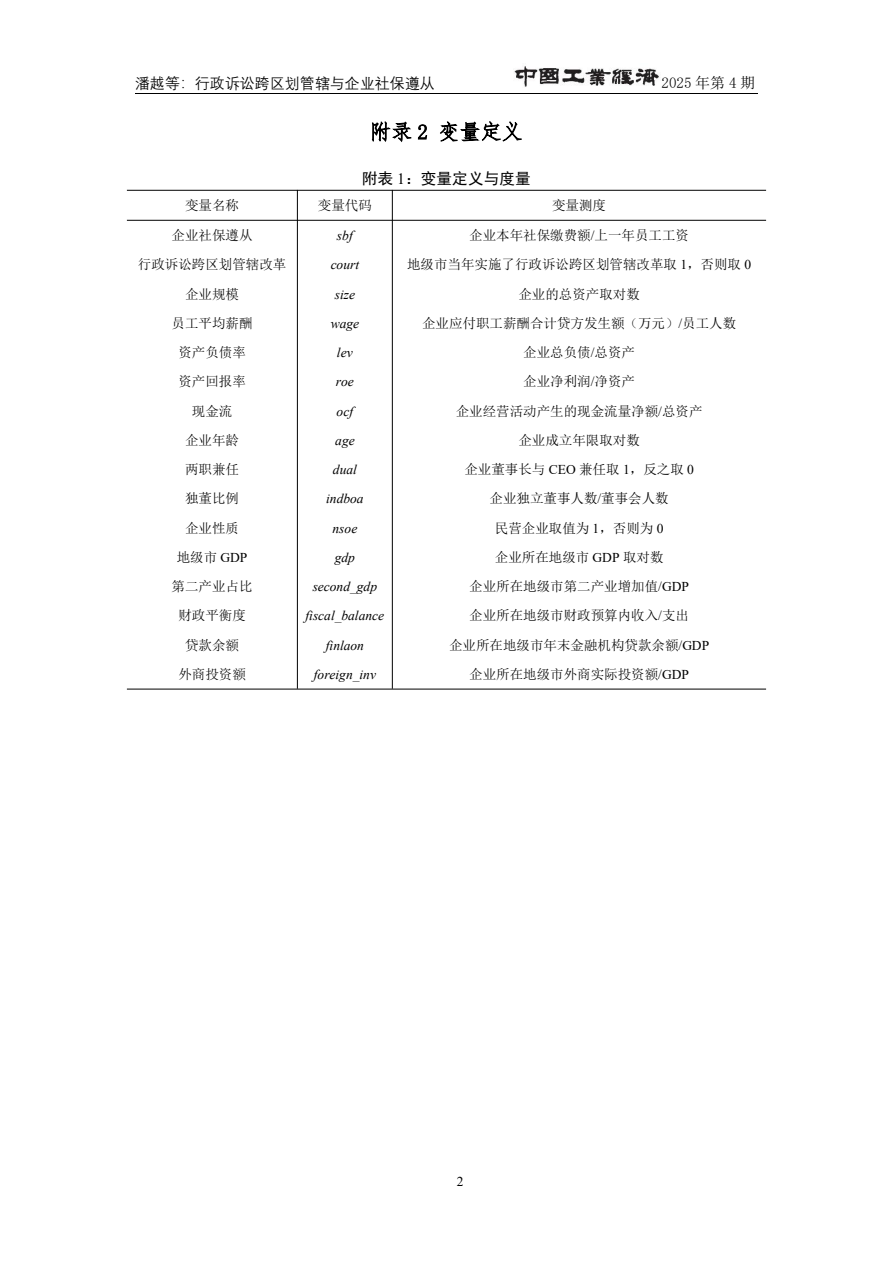 潘越等：行政诉讼跨区划管辖与企业社保遵从 中國工業經濟 2025 年第 4 期
附录 2 变量定义
附表 1：变量定义与度量
变量名称 变量代码 变量测度
企业社保遵从 sbf 企业本年社保缴费额/上一年员工工资
行政诉讼跨区划管辖改革 court 地级市当年实施了行政诉讼跨区划管辖改革取 1，否则取 0
企业规模 size 企业的总资产取对数
员工平均薪酬 wage 企业应付职工薪酬合计贷方发生额（万元）/员工人数
资产负债率 lev 企业总负债/总资产
资产回报率 roe 企业净利润/净资产
现金流 ocf 企业经营活动产生的现金流量净额/总资产
企业年龄 age 企业成立年限取对数
两职兼任 dual 企业董事长与 CEO 兼任取 1，反之取 0
独董比例 indboa 企业独立董事人数/董事会人数
企业性质 nsoe 民营企业取值为 1，否则为 0
地级市 GDP gdp 企业所在地级市 GDP 取对数
第二产业占比 second_gdp 企业所在地级市第二产业增加值/GDP
财政平衡度 fiscal_balance 企业所在地级市财政预算内收入/支出
贷款余额 finlaon 企业所在地级市年末金融机构贷款余额/GDP
外商投资额 foreign_inv 企业所在地级市外商实际投资额/GDP
2